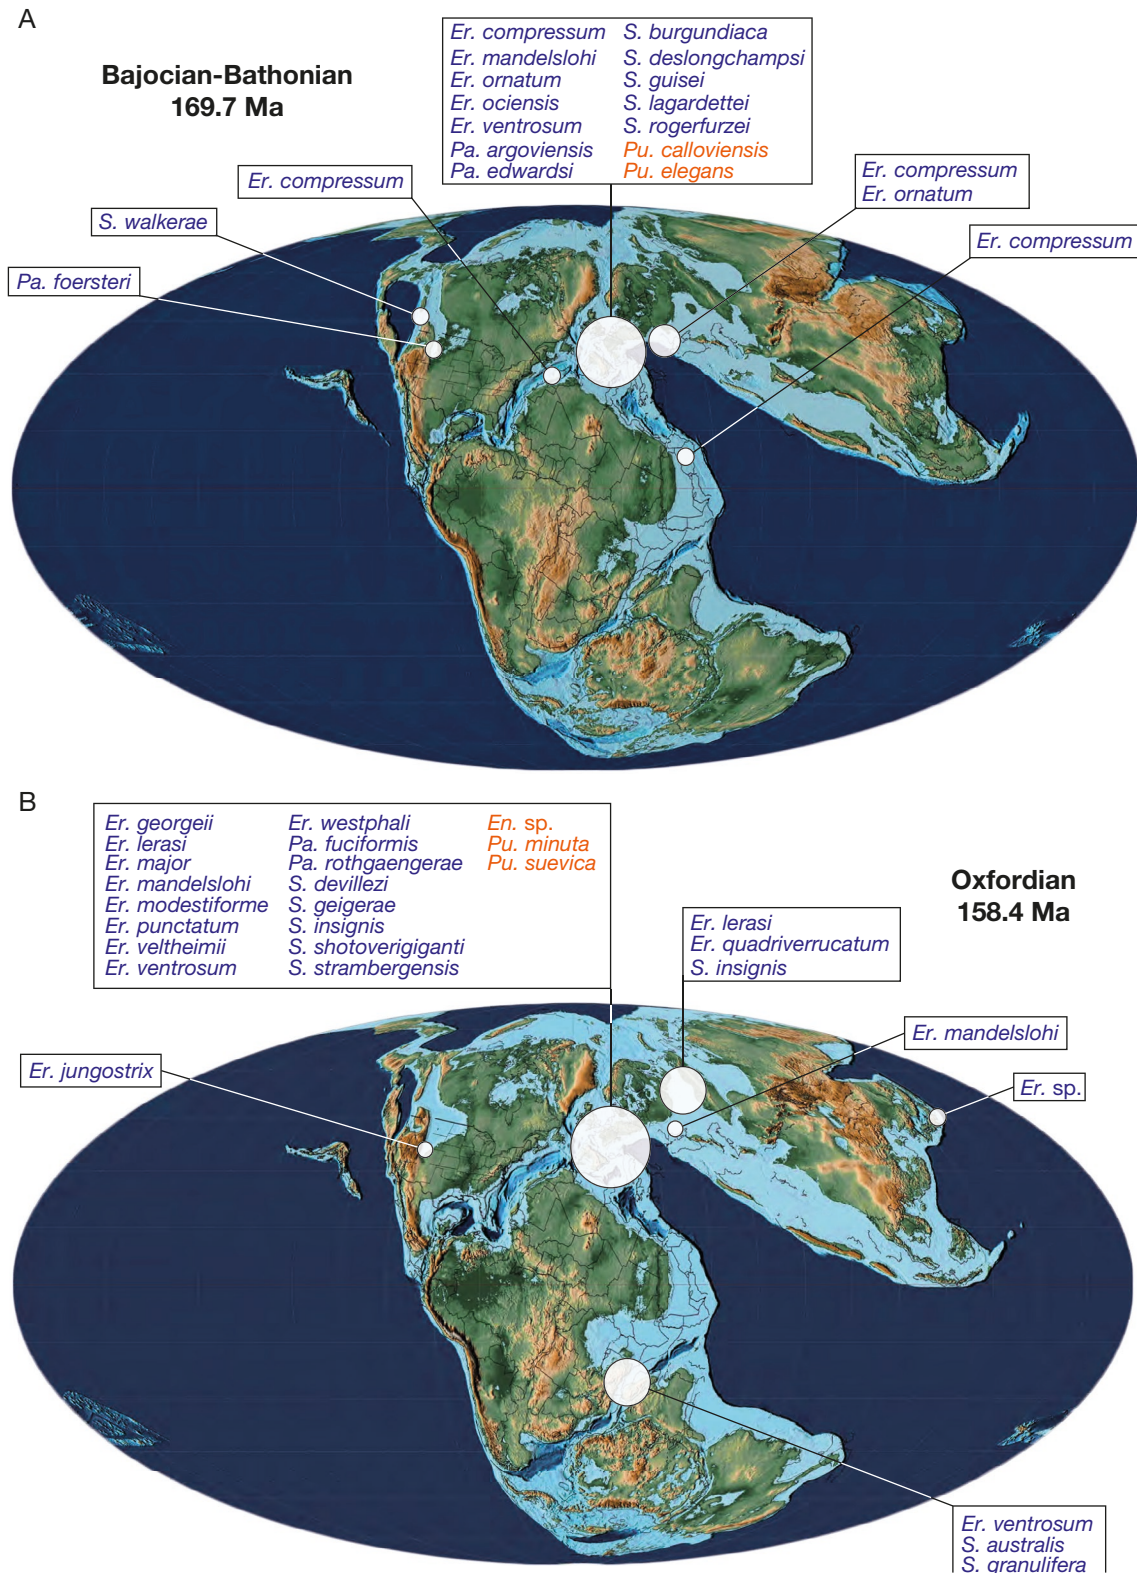 A
Bajocian-Bathonian
169.7 Ma
Er. compressum S. burgundiaca
Er. mandelslohi S. deslongchampsi
Er. ornatum S. guisei
Er. ociensis S. lagardettei
Er. ventrosum S. rogerfurzei
Pa. argoviensis Pu. calloviensis
Pa. edwardsi Pu. elegans
Er. compressum
Er. ornatum
Er. compressum
S. walkerae
Er. compressum
Pa. foersteri
B
Er. georgeii Er. westphali En. sp.
Er. lerasi Pa. fuciformis Pu. minuta
Er. major Pa. rothgaengerae Pu. suevica
Er. mandelslohi S. devillezi
Er. modestiforme S. geigerae
Er. punctatum S. insignis
Er. veltheimii S. shotoverigiganti
Er. ventrosum S. strambergensis
Oxfordian
158.4 Ma
Er. lerasi
Er. quadriverrucatum
S. insignis
Er. mandelslohi
Er. jungostrix
Er. sp.
Er. ventrosum
S. australis
S. granulifera